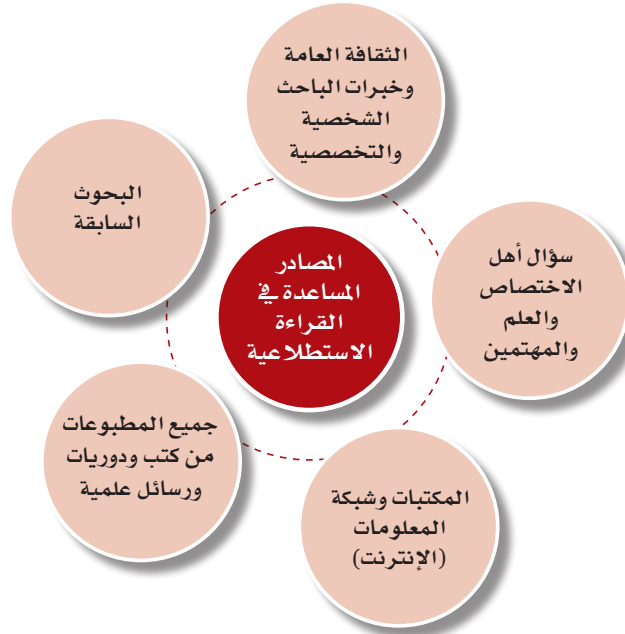 المصادر
المساعدة في
القراءة
الاستطلاعية
الثقافة العامة
وخبرات الباحث
الشخصية
والتخصصية
سؤال أهل
الاختصاص
والعلم
والمهتمين
المكتبات وشبكة
المعلومات
(الإنترنت)
جميع المطبوعات
من كتب ودوريات
ورسائل علمية
البحوث
السابقة